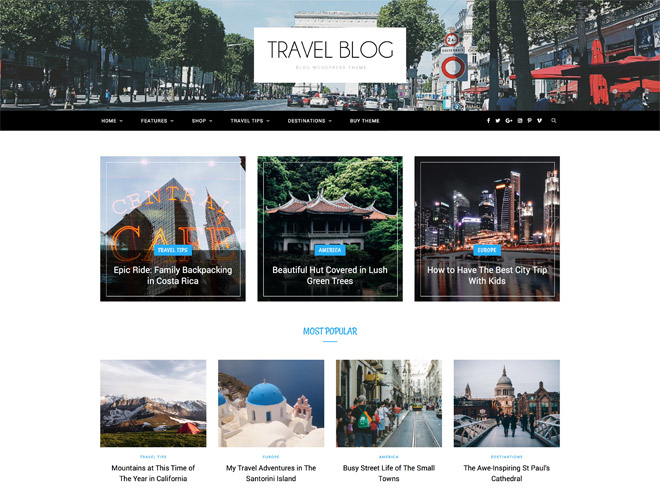 TRAVEL BLOG
BLOG WORDPRESS THEME
HOME FEATURES SHOP TRAVEL TIPS DESTINATIONS BUY THEME
CENTRAL
CAFE
TRAVEL TIPS
Epic Ride: Family Backpacking
in Costa Rica
AMERICA
Beautiful Hut Covered in Lush
Green Trees
EUROPE
How to Have The Best City Trip
With Kids
MOST POPULAR
TRAVEL TIPS
Mountains at This Time of
The Year in California
EUROPE
My Travel Adventures in The
Santorini Island
AMERICA
Busy Street Life of The Small
Towns
DESTINATIONS
The Awe-Inspiring St Paul's
Cathedral